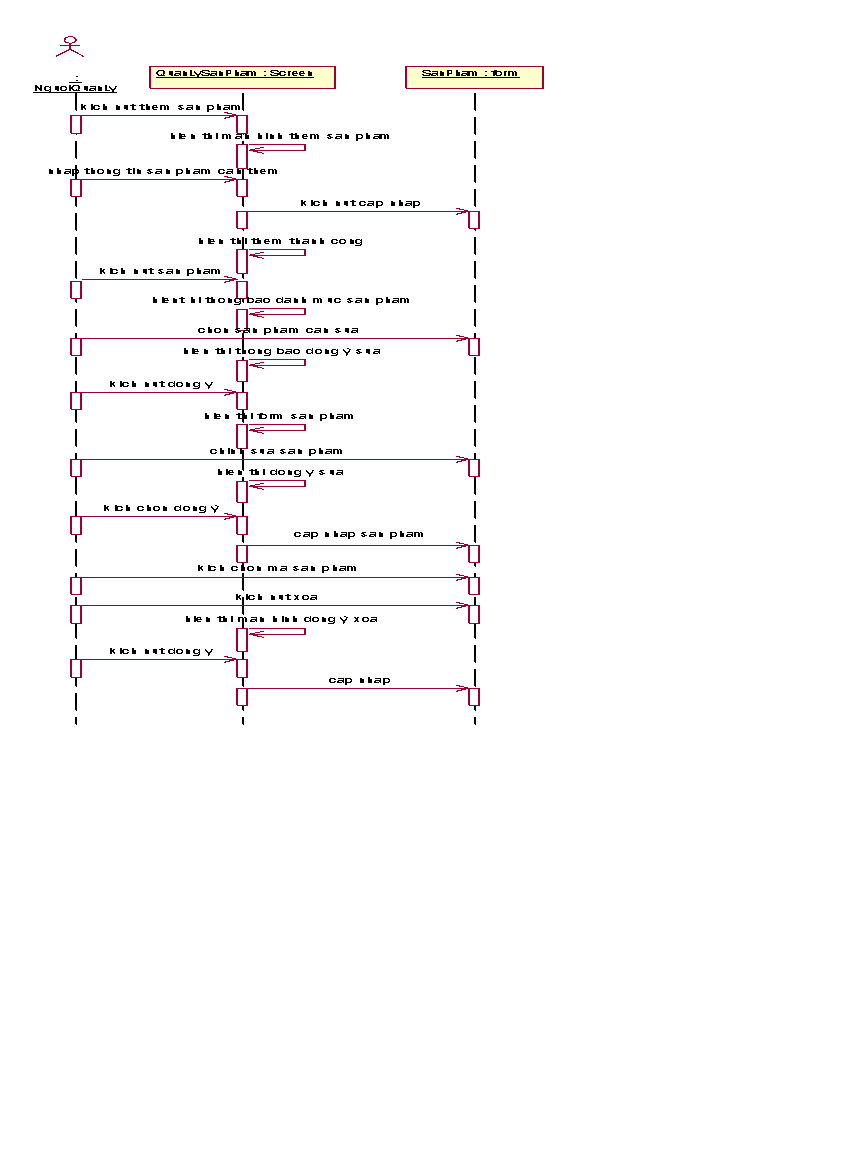 :
NguoiQuanLy
QuanLySanPham : Screen
SanPham : form
kich nut them san pham
hien thi man hinh them san pham
nhap thong tin san pham can them
kich nut cap nhap
hien thi them thanh cong
kich nut san pham
hient hi thong bao danh muc san pham
chon san pham can sua
hien thi thong bao dong ý sua
kich nut dong ý
hien thi form san pham
chinh sua san pham
hien thi dong ý sua
kich chon dong ý
cap nhap san pham
kich chon ma san pham
kich nut xoa
hien thi man hinh dong ý xoa
kich nut dong ý
cap nhap